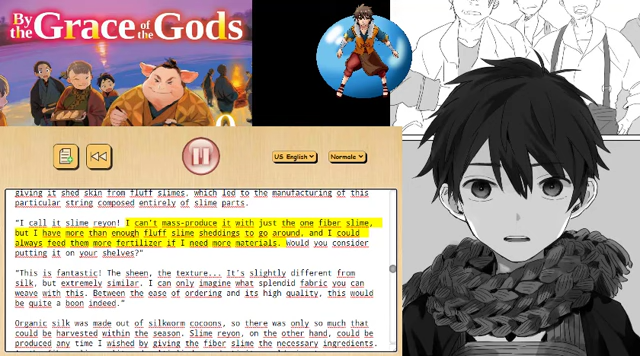 By the Grace of the Gods
US English
Normale
giving it shed skin from fluff slimes, which led to the manufacturing of this
particular string composed entirely of slime parts.
"I call it slime reyon! I can't mass-produce it with just the one fiber slime,
but I have more than enough fluff slime sheddings to go around, and I could
always feed them more fertilizer if I need more materials. Would you consider
putting it on your shelves?"
"This is fantastic! The sheen, the texture... It's slightly different from
silk, but extremely similar. I can only imagine what splendid fabric you can
weave with this. Between the ease of ordering and its high quality, this would
be quite a boon indeed."
Organic silk was made out of silkworm cocoons, so there was only so much that
could be harvested within the season. Slime reyon, on the other hand, could be
produced any time I wished by giving the fiber slime the necessary ingredients.